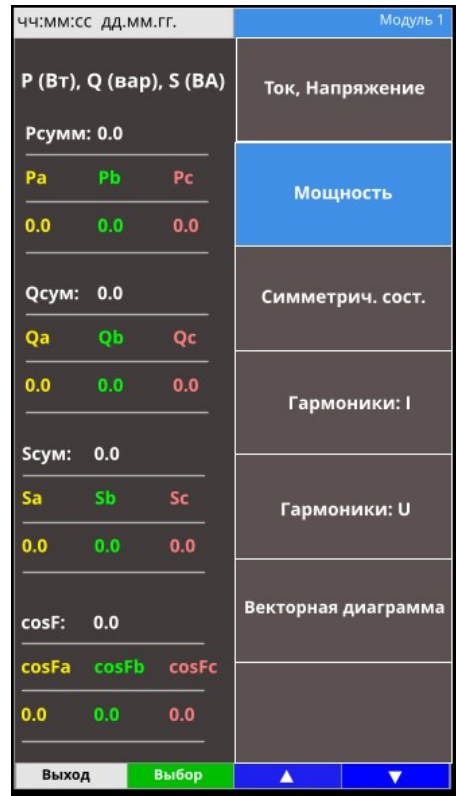 чч:мм:сс дд.мм.гг.
Модуль 1
P (Вт), Q (вар), S (ВА)
Pсумм: 0.0
Pa Pb Pc
0.0 0.0 0.0
Qсум: 0.0
Qa Qb Qc
0.0 0.0 0.0
Sсум: 0.0
Sa Sb Sc
0.0 0.0 0.0
cosF: 0.0
cosFa cosFb cosFc
0.0 0.0 0.0
Ток, Напряжение
Мощность
Симметрич. сост.
Гармоники: I
Гармоники: U
Векторная диаграмма
Выход Выбор ▲ ▼